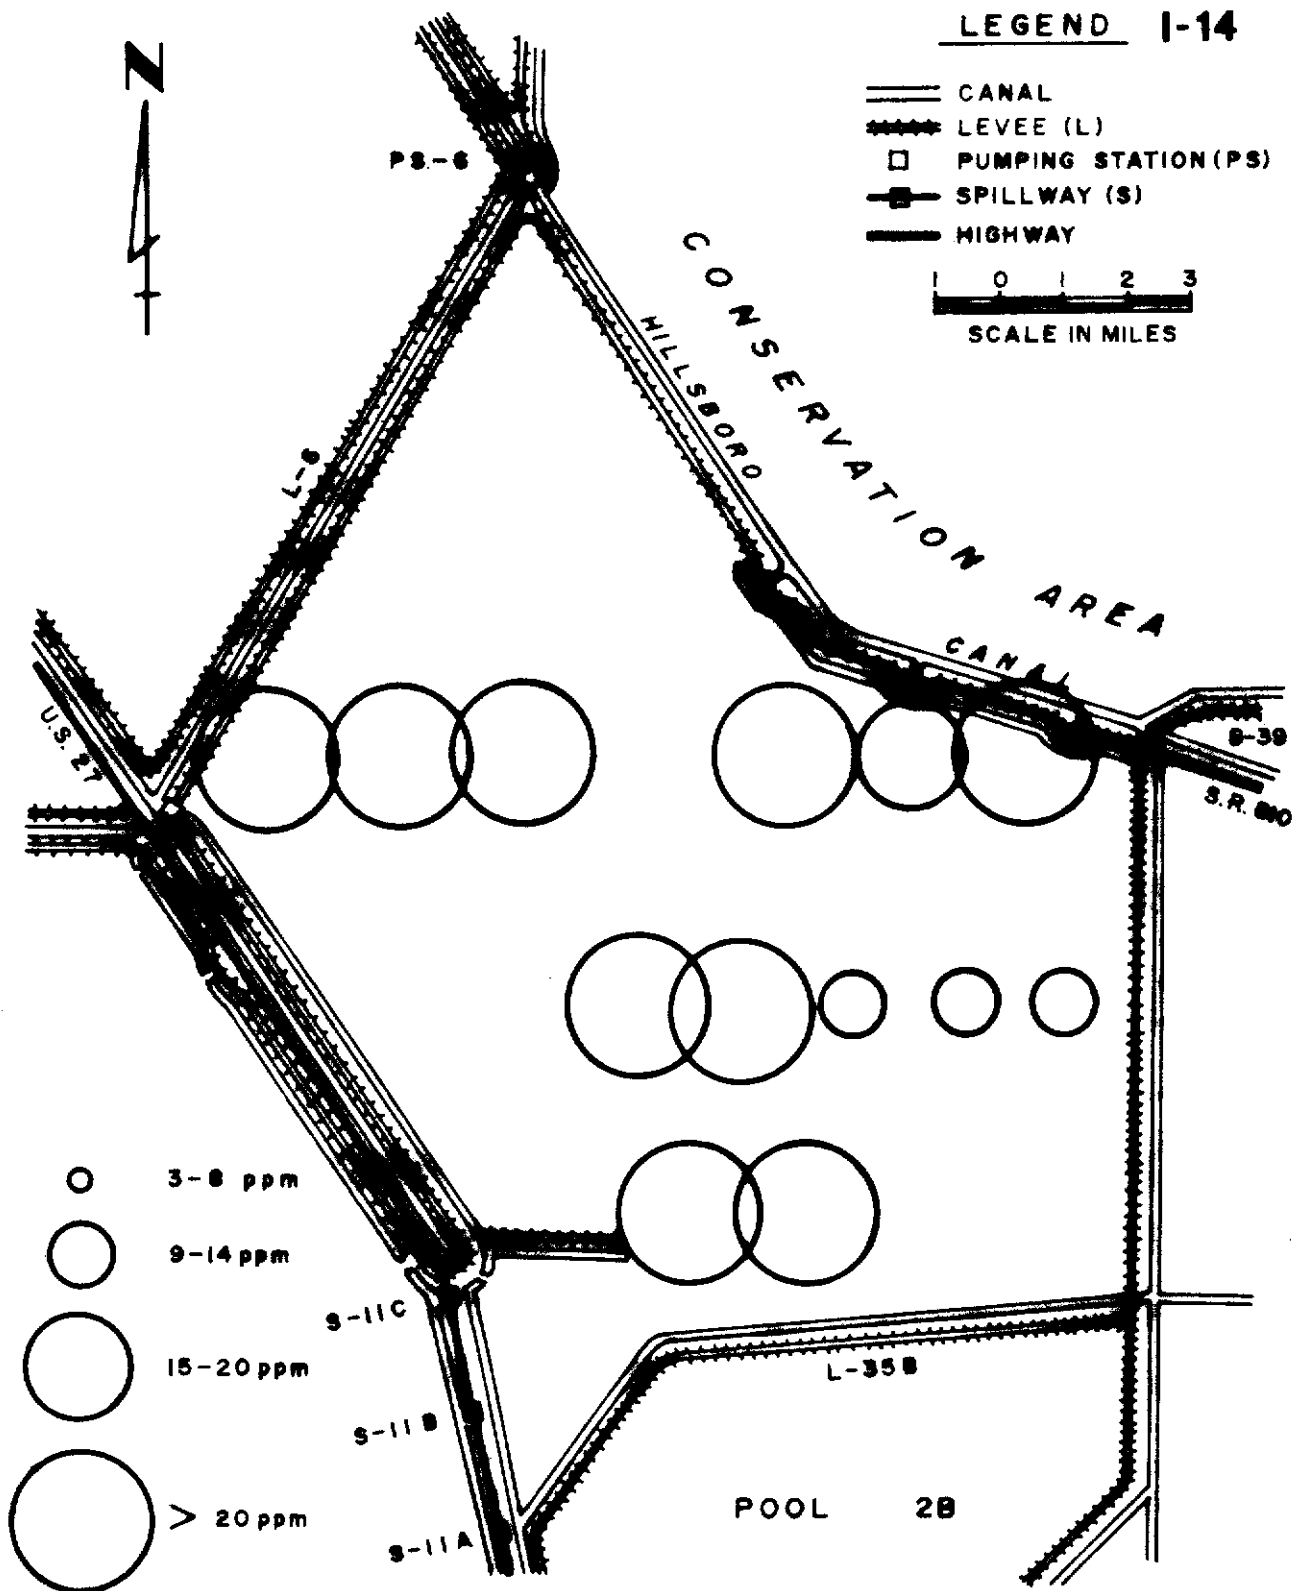 LEGEND I-14
N
CANAL
LEVEE (L)
PUMPING STATION (PS)
SPILLWAY (S)
HIGHWAY
1 0 1 2 3
SCALE IN MILES
PS.-6
CONSERVATION AREA
HILLSBORO
CANAL
L-6
U.S. 27
S-39
3-8 ppm
9-14 ppm
15-20 ppm
> 20 ppm
S-11C
S-11B
S-11A
L-35B
POOL 2B